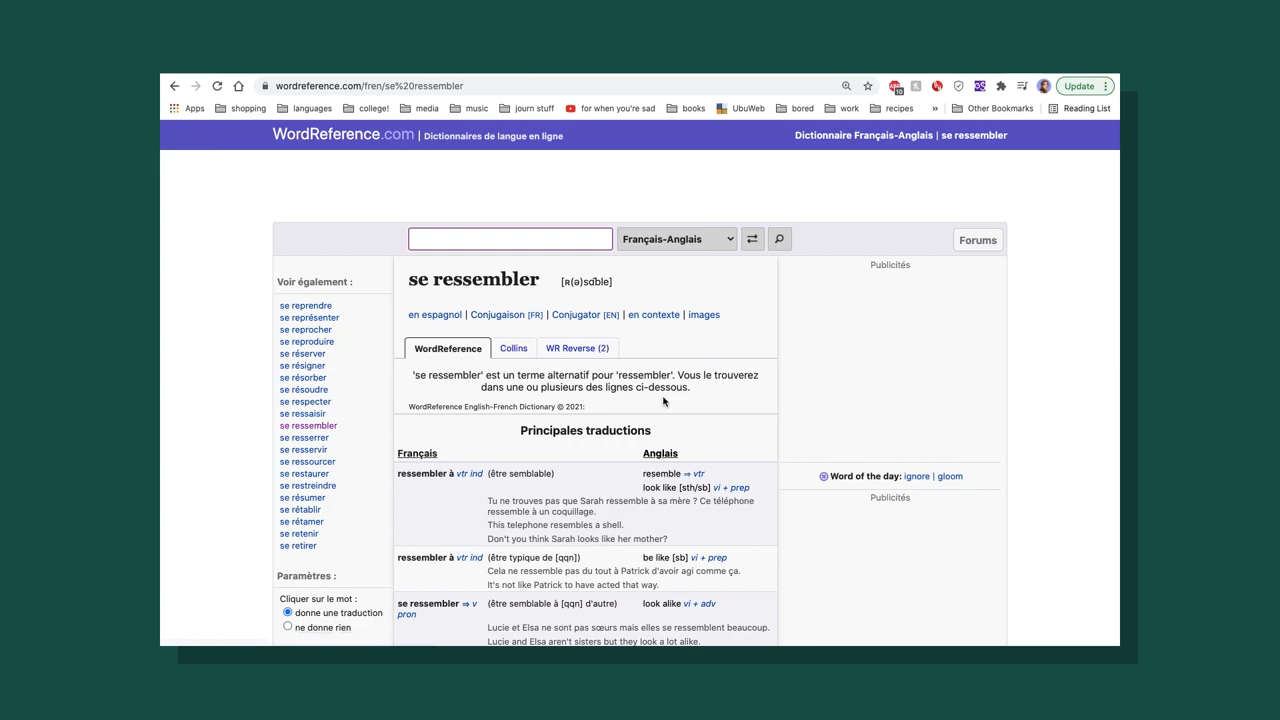 wordreference.com/fren/se%20ressembler
10
Update
Apps shopping languages college! media music journ stuff for when you're sad books UbuWeb bored work recipes » Other Bookmarks Reading List
WordReference.com | Dictionnaires de langue en ligne
Dictionnaire Français-Anglais | se ressembler
Français-Anglais
Forums
Voir également :
se reprendre
se représenter
se reprocher
se reproduire
se réserver
se résigner
se résorber
se résoudre
se respecter
se ressaisir
se ressembler
se resserrer
se resservir
se ressourcer
se restaurer
se restreindre
se résumer
se rétablir
se rétamer
se retenir
se retirer
Paramètres :
Cliquer sur le mot :
donne une traduction
ne donne rien
se ressembler [ʀ(ə)sɑ̃ble]
en espagnol | Conjugaison [FR] | Conjugator [EN] | en contexte | images
WordReference Collins WR Reverse (2)
'se ressembler' est un terme alternatif pour 'ressembler'. Vous le trouverez
dans une ou plusieurs des lignes ci-dessous.
WordReference English-French Dictionary © 2021:
Principales traductions
Français Anglais
ressembler à vtr ind (être semblable) resemble ⇒ vtr
look like [sth/sb] vi + prep
Tu ne trouves pas que Sarah ressemble à sa mère ? Ce téléphone
ressemble à un coquillage.
This telephone resembles a shell.
Don't you think Sarah looks like her mother?
ressembler à vtr ind (être typique de [qqn]) be like [sb] vi + prep
Cela ne ressemble pas du tout à Patrick d'avoir agi comme ça.
It's not like Patrick to have acted that way.
se ressembler ⇒ v (être semblable à [qqn] d'autre) look alike vi + adv
pron
Lucie et Elsa ne sont pas sœurs mais elles se ressemblent beaucoup.
Lucie and Elsa aren't sisters but they look a lot alike.
Publicités
Word of the day: ignore | gloom
Publicités